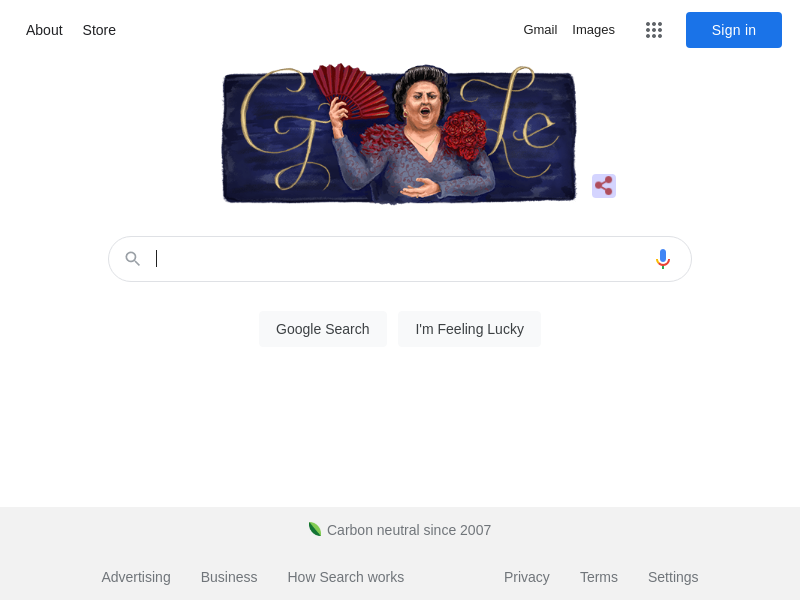 About Store Gmail Images Sign in
Google
Google Search I'm Feeling Lucky
Carbon neutral since 2007
Advertising Business How Search works Privacy Terms Settings